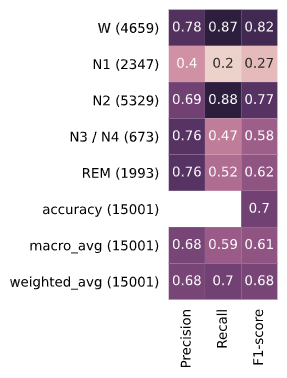 W (4659) 0.78 0.87 0.82
N1 (2347) 0.4 0.2 0.27
N2 (5329) 0.69 0.88 0.77
N3 / N4 (673) 0.76 0.47 0.58
REM (1993) 0.76 0.52 0.62
accuracy (15001) 0.7
macro_avg (15001) 0.68 0.59 0.61
weighted_avg (15001) 0.68 0.7 0.68
Precision
Recall
F1-score